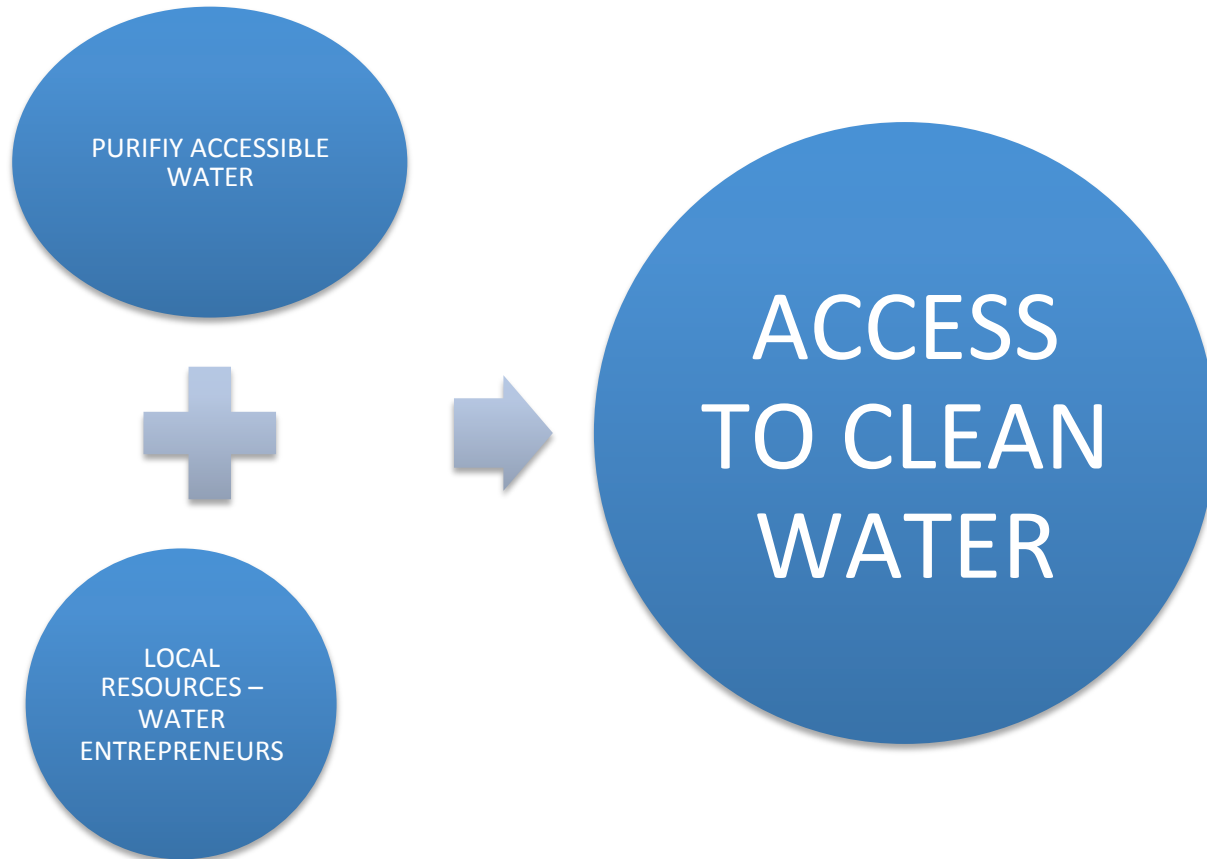 PURIFIY ACCESSIBLE
WATER
LOCAL
RESOURCES –
WATER
ENTREPRENEURS
ACCESS
TO CLEAN
WATER